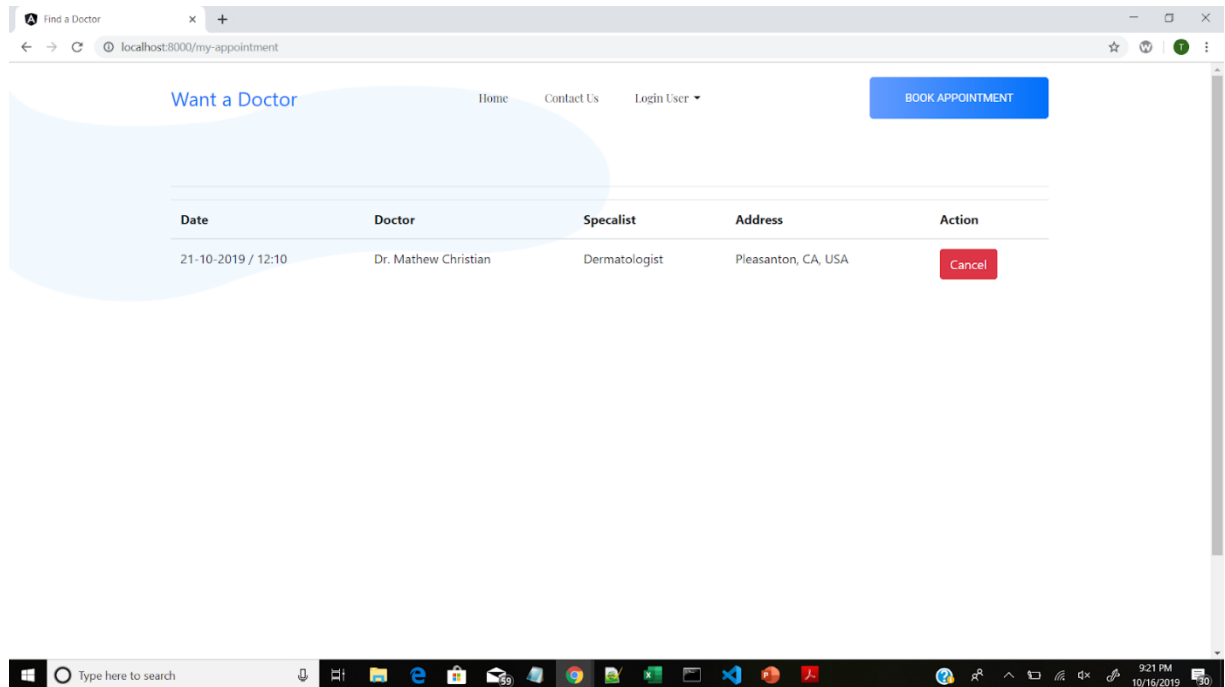 Find a Doctor
localhost:8000/my-appointment
T
Want a Doctor
Home Contact Us Login User BOOK APPOINTMENT
Date Doctor Specalist Address Action
21-10-2019 / 12:10 Dr. Mathew Christian Dermatologist Pleasanton, CA, USA Cancel
Type here to search
59
9:21 PM
10/16/2019
30